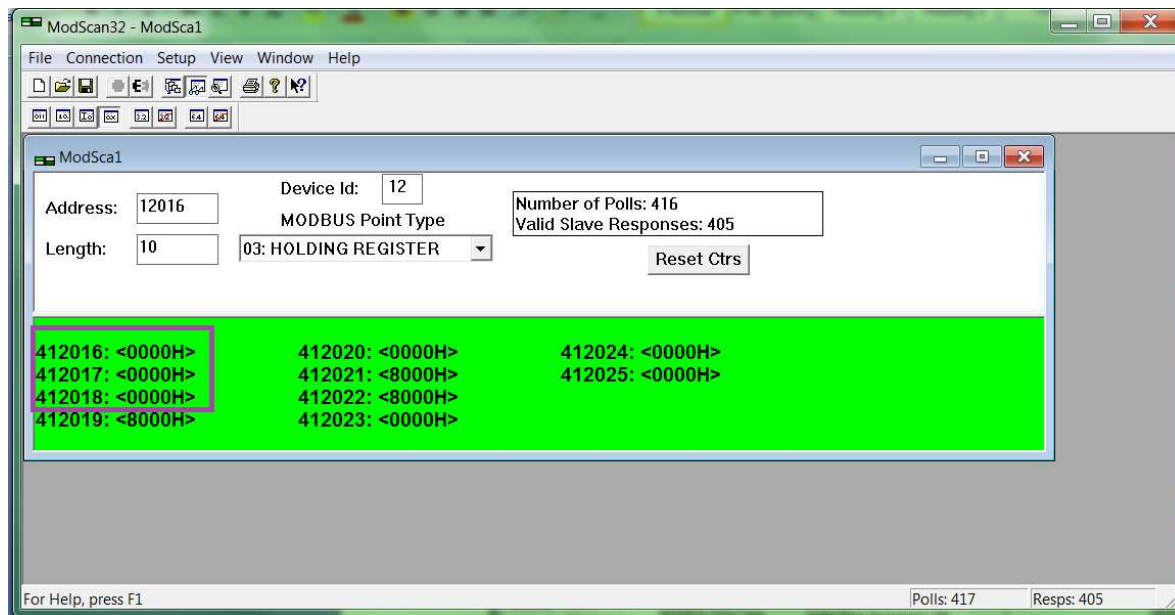 ModScan32 - ModSca1
File Connection Setup View Window Help
ModSca1
Address: 12016
Device Id: 12
MODBUS Point Type
Length: 10
03: HOLDING REGISTER
Number of Polls: 416
Valid Slave Responses: 405
Reset Ctrs
412016: <0000H> 412020: <0000H> 412024: <0000H>
412017: <0000H> 412021: <8000H> 412025: <0000H>
412018: <0000H> 412022: <8000H>
412019: <8000H> 412023: <0000H>
For Help, press F1 Polls: 417 Resps: 405